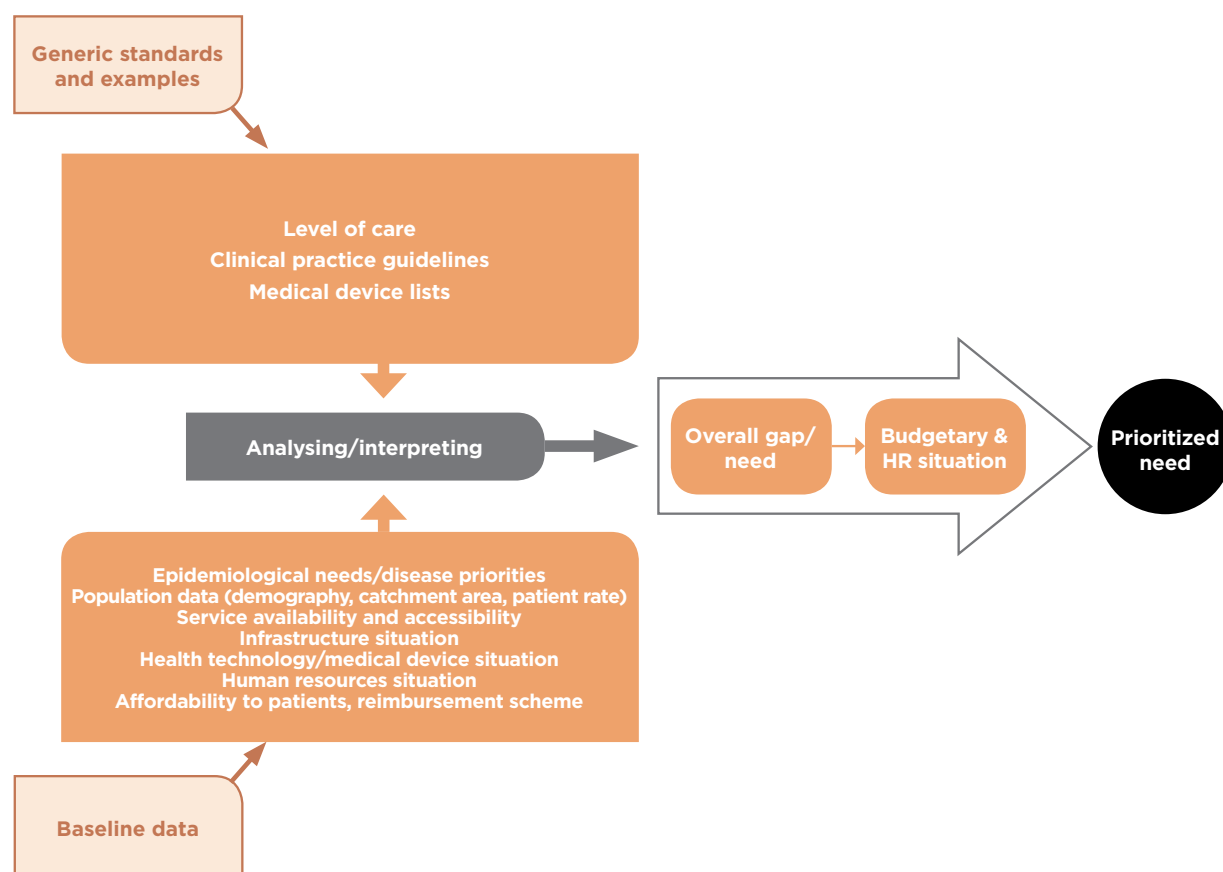 Generic standards
and examples
Level of care
Clinical practice guidelines
Medical device lists
Analysing/interpreting
Overall gap/
need
Budgetary &
HR situation
Prioritized
need
Epidemiological needs/disease priorities
Population data (demography, catchment area, patient rate)
Service availability and accessibility
Infrastructure situation
Health technology/medical device situation
Human resources situation
Affordability to patients, reimbursement scheme
Baseline data